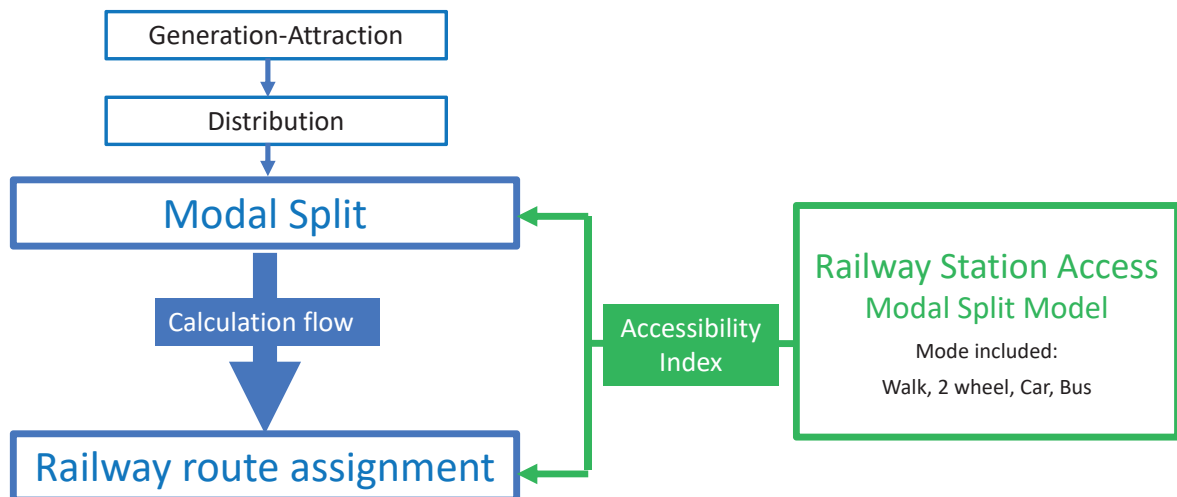 Generation-Attraction
Distribution
Modal Split
Calculation flow
Railway route assignment
Accessibility
Index
Railway Station Access
Modal Split Model
Mode included:
Walk, 2 wheel, Car, Bus